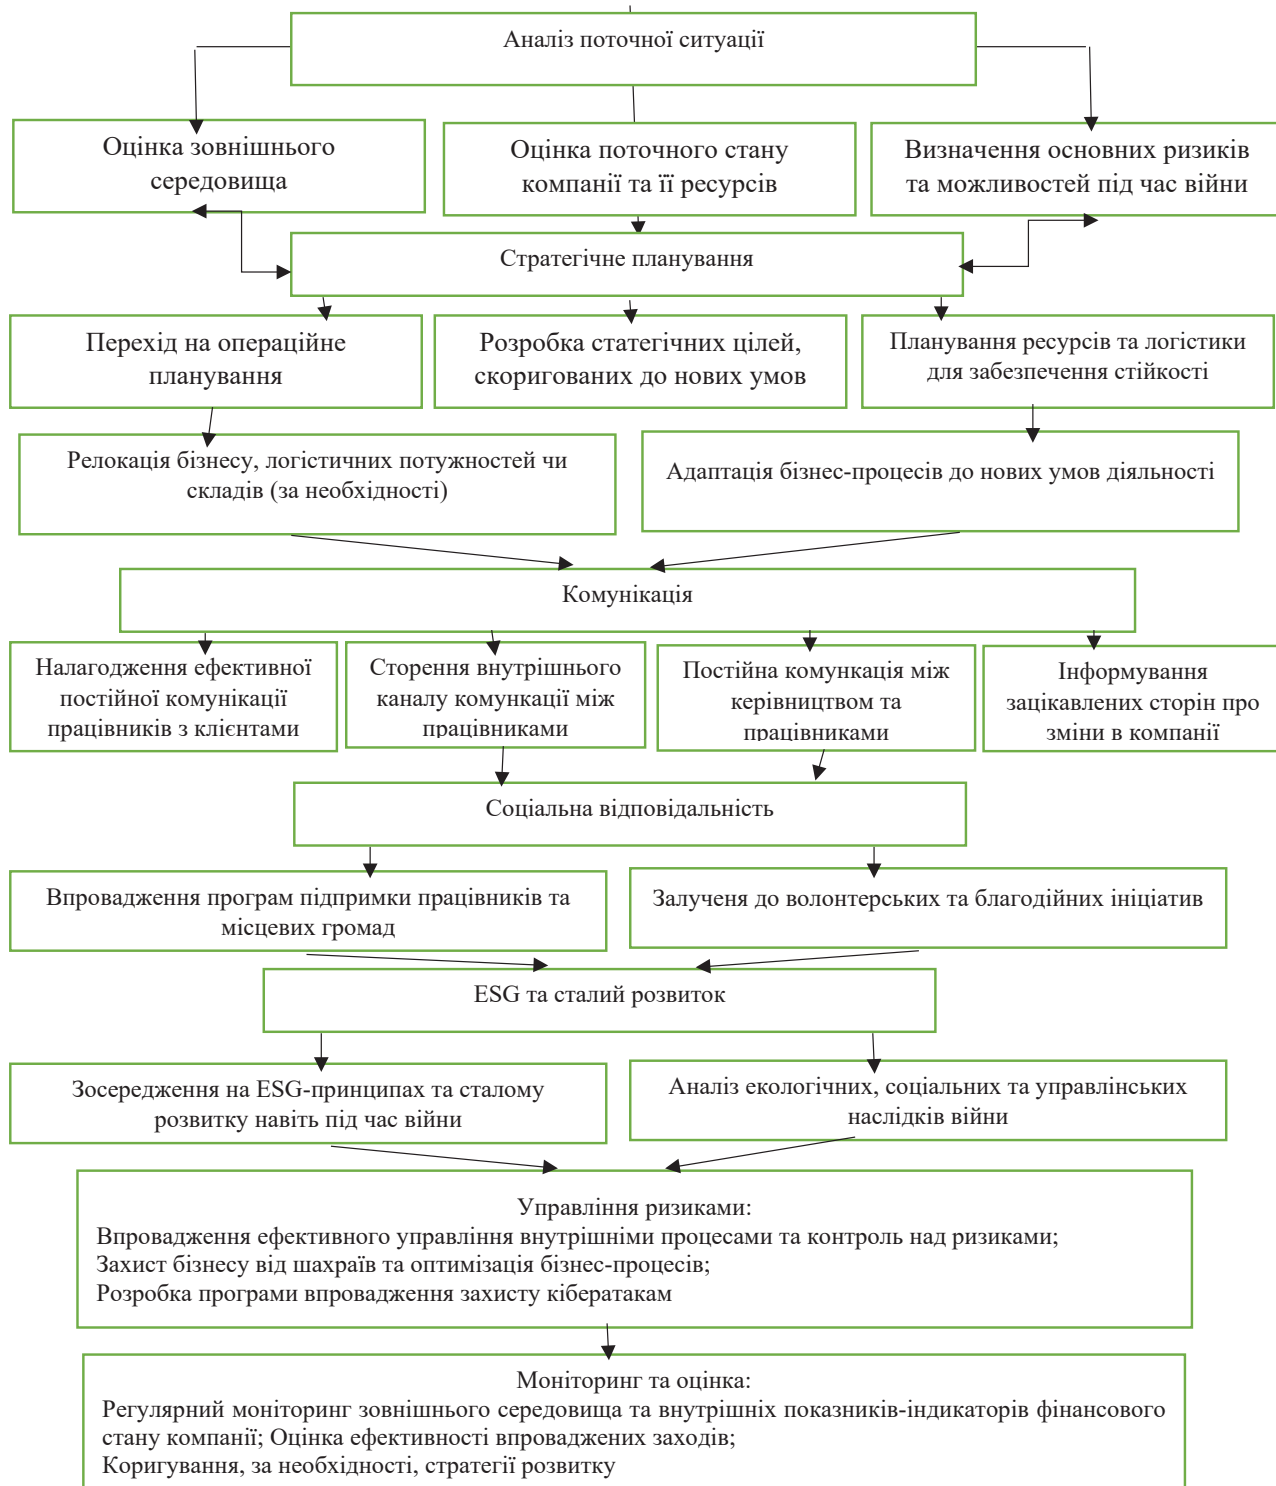 Аналіз поточної ситуації
Оцінка зовнішнього
середовища
Оцінка поточного стану
компанії та її ресурсів
Визначення основних ризиків
та можливостей під час війни
Стратегічне планування
Перехід на операційне
планування
Розробка статегічних цілей,
скоригованих до нових умов
Планування ресурсів та логістики
для забезпечення стійкості
Релокація бізнесу, логістичних потужностей чи
складів (за необхідності)
Адаптація бізнес-процесів до нових умов діяльності
Комунікація
Налагодження ефективної
постійної комунікації
працівників з клієнтами
Сторення внутрішнього
каналу комункації між
працівниками
Постійна комункація між
керівництвом та
працівниками
Інформування
зацікавлених сторін про
зміни в компанії
Соціальна відповідальність
Впровадження програм підпримки працівників та
місцевих громад
Залученя до волонтерських та благодійних ініціатив
ESG та сталий розвиток
Зосередження на ESG-принципах та сталому
розвитку навіть під час війни
Аналіз екологічних, соціальних та управлінських
наслідків війни
Управління ризиками:
Впровадження ефективного управління внутрішніми процесами та контроль над ризиками;
Захист бізнесу від шахраїв та оптимізація бізнес-процесів;
Розробка програми впровадження захисту кібератакам
Моніторинг та оцінка:
Регулярний моніторинг зовнішнього середовища та внутрішніх показників-індикаторів фінансового
стану компанії; Оцінка ефективності впроваджених заходів;
Коригування, за необхідності, стратегії розвитку